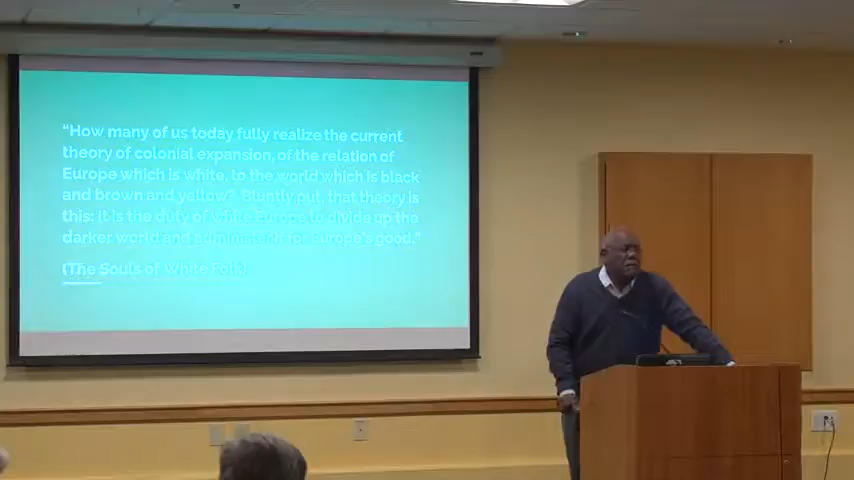 “How many of us today fully realize the current
theory of colonial expansion, of the relation of
Europe which is white, to the world which is black
and brown and yellow? Bluntly put, that theory is
this: It is the duty of white Europe to divide up the
darker world and administer it for Europe's good.”
(The Souls of White Folk)